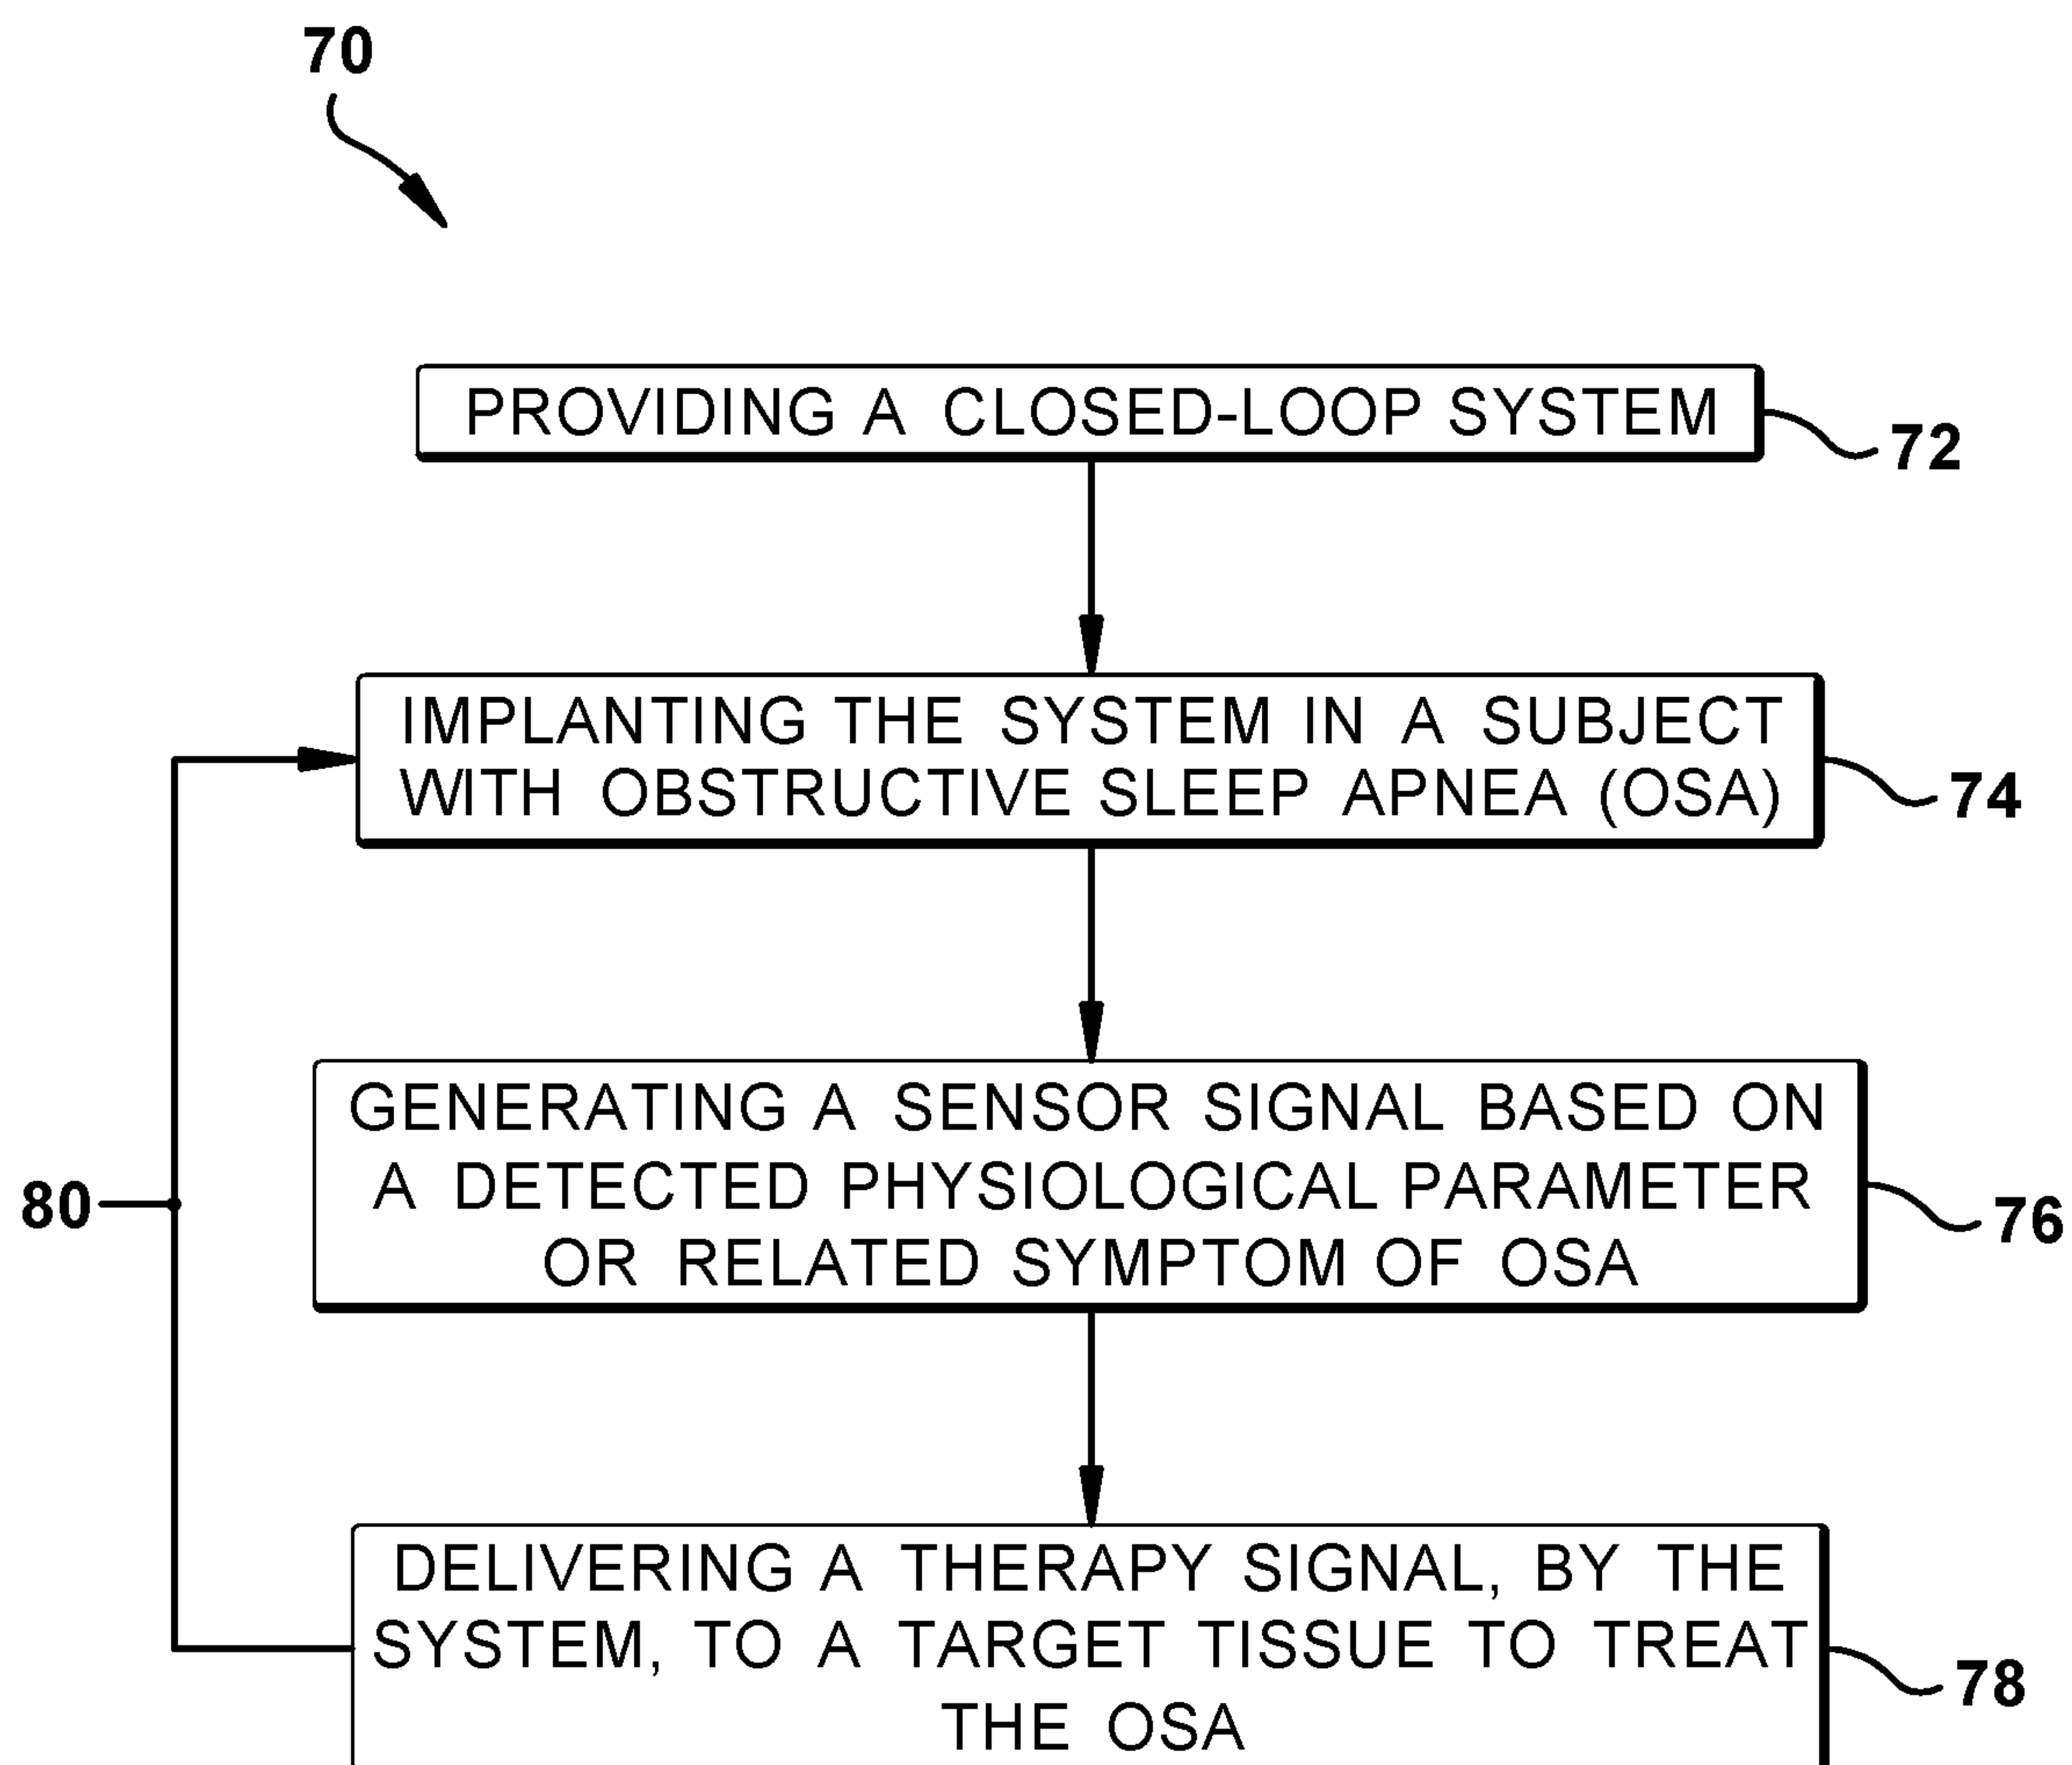 70
PROVIDING A CLOSED-LOOP SYSTEM
72
IMPLANTING THE SYSTEM IN A SUBJECT
WITH OBSTRUCTIVE SLEEP APNEA (OSA)
74
GENERATING A SENSOR SIGNAL BASED ON
A DETECTED PHYSIOLOGICAL PARAMETER
OR RELATED SYMPTOM OF OSA
80
76
DELIVERING A THERAPY SIGNAL, BY THE
SYSTEM, TO A TARGET TISSUE TO TREAT
THE OSA
78